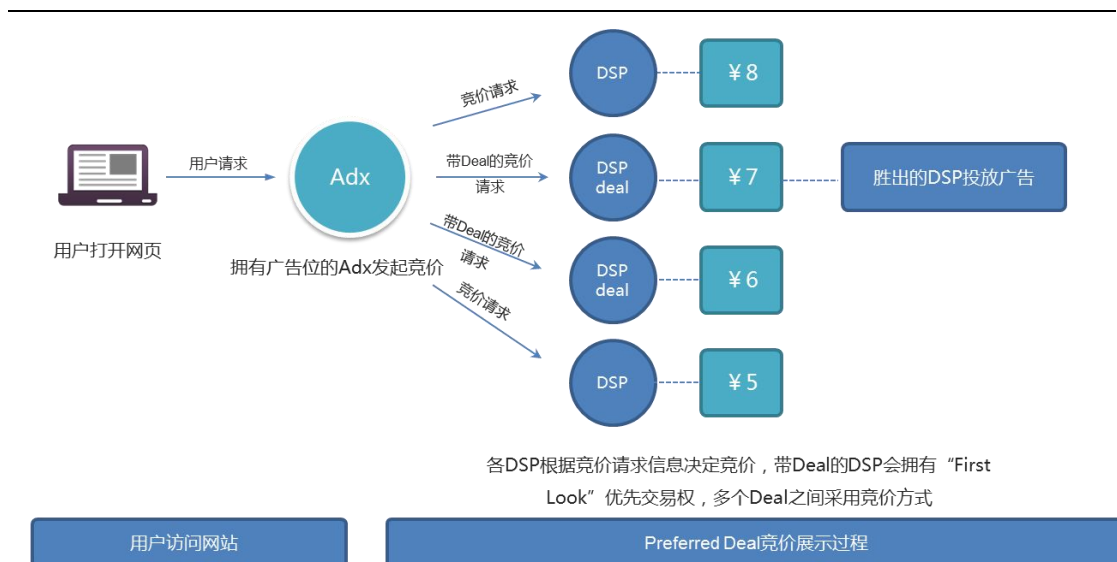 用户打开网页
用户请求
Adx
拥有广告位的Adx发起竞价
竞价请求
DSP
¥8
带Deal的竞价
请求
DSP
deal
¥7
胜出的DSP投放广告
带Deal的竞价
请求
DSP
deal
¥6
竞价请求
DSP
¥5
各DSP根据竞价请求信息决定竞价，带Deal的DSP会拥有“First
Look”优先交易权，多个Deal之间采用竞价方式
用户访问网站
Preferred Deal竞价展示过程